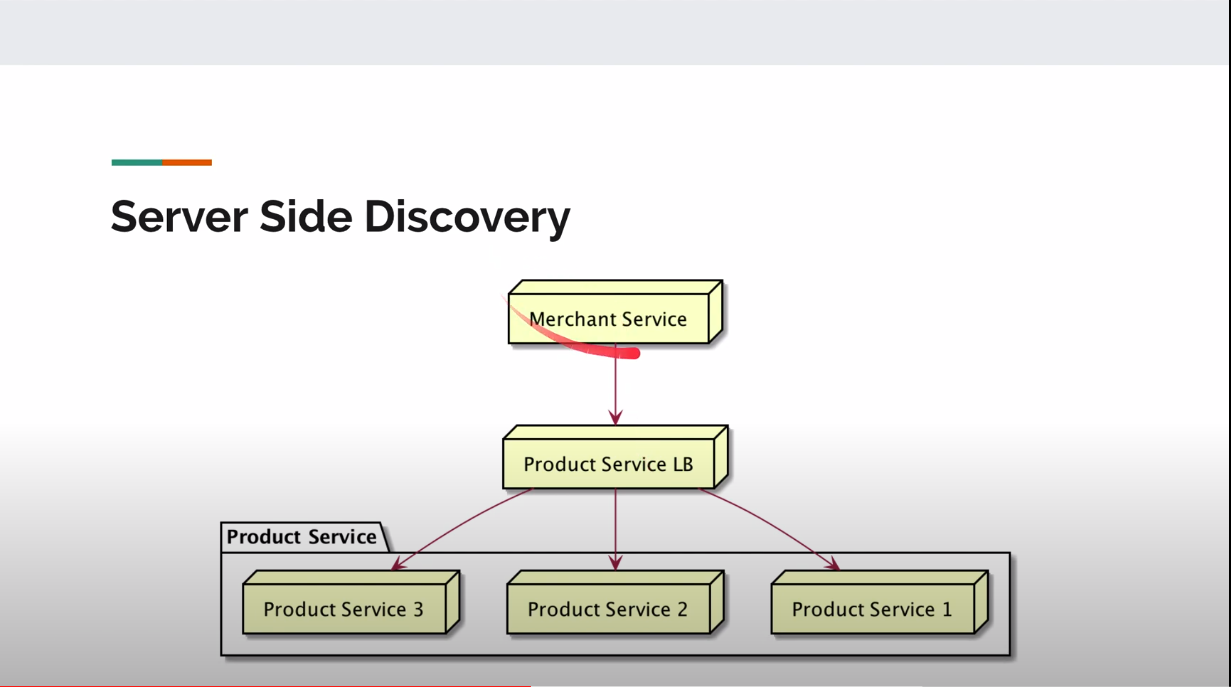 Server Side Discovery
Merchant Service
Product Service LB
Product Service
Product Service 3
Product Service 2
Product Service 1